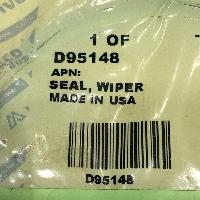 1 OF
D95148
APN:
SEAL, WIPER
MADE IN USA
D95148